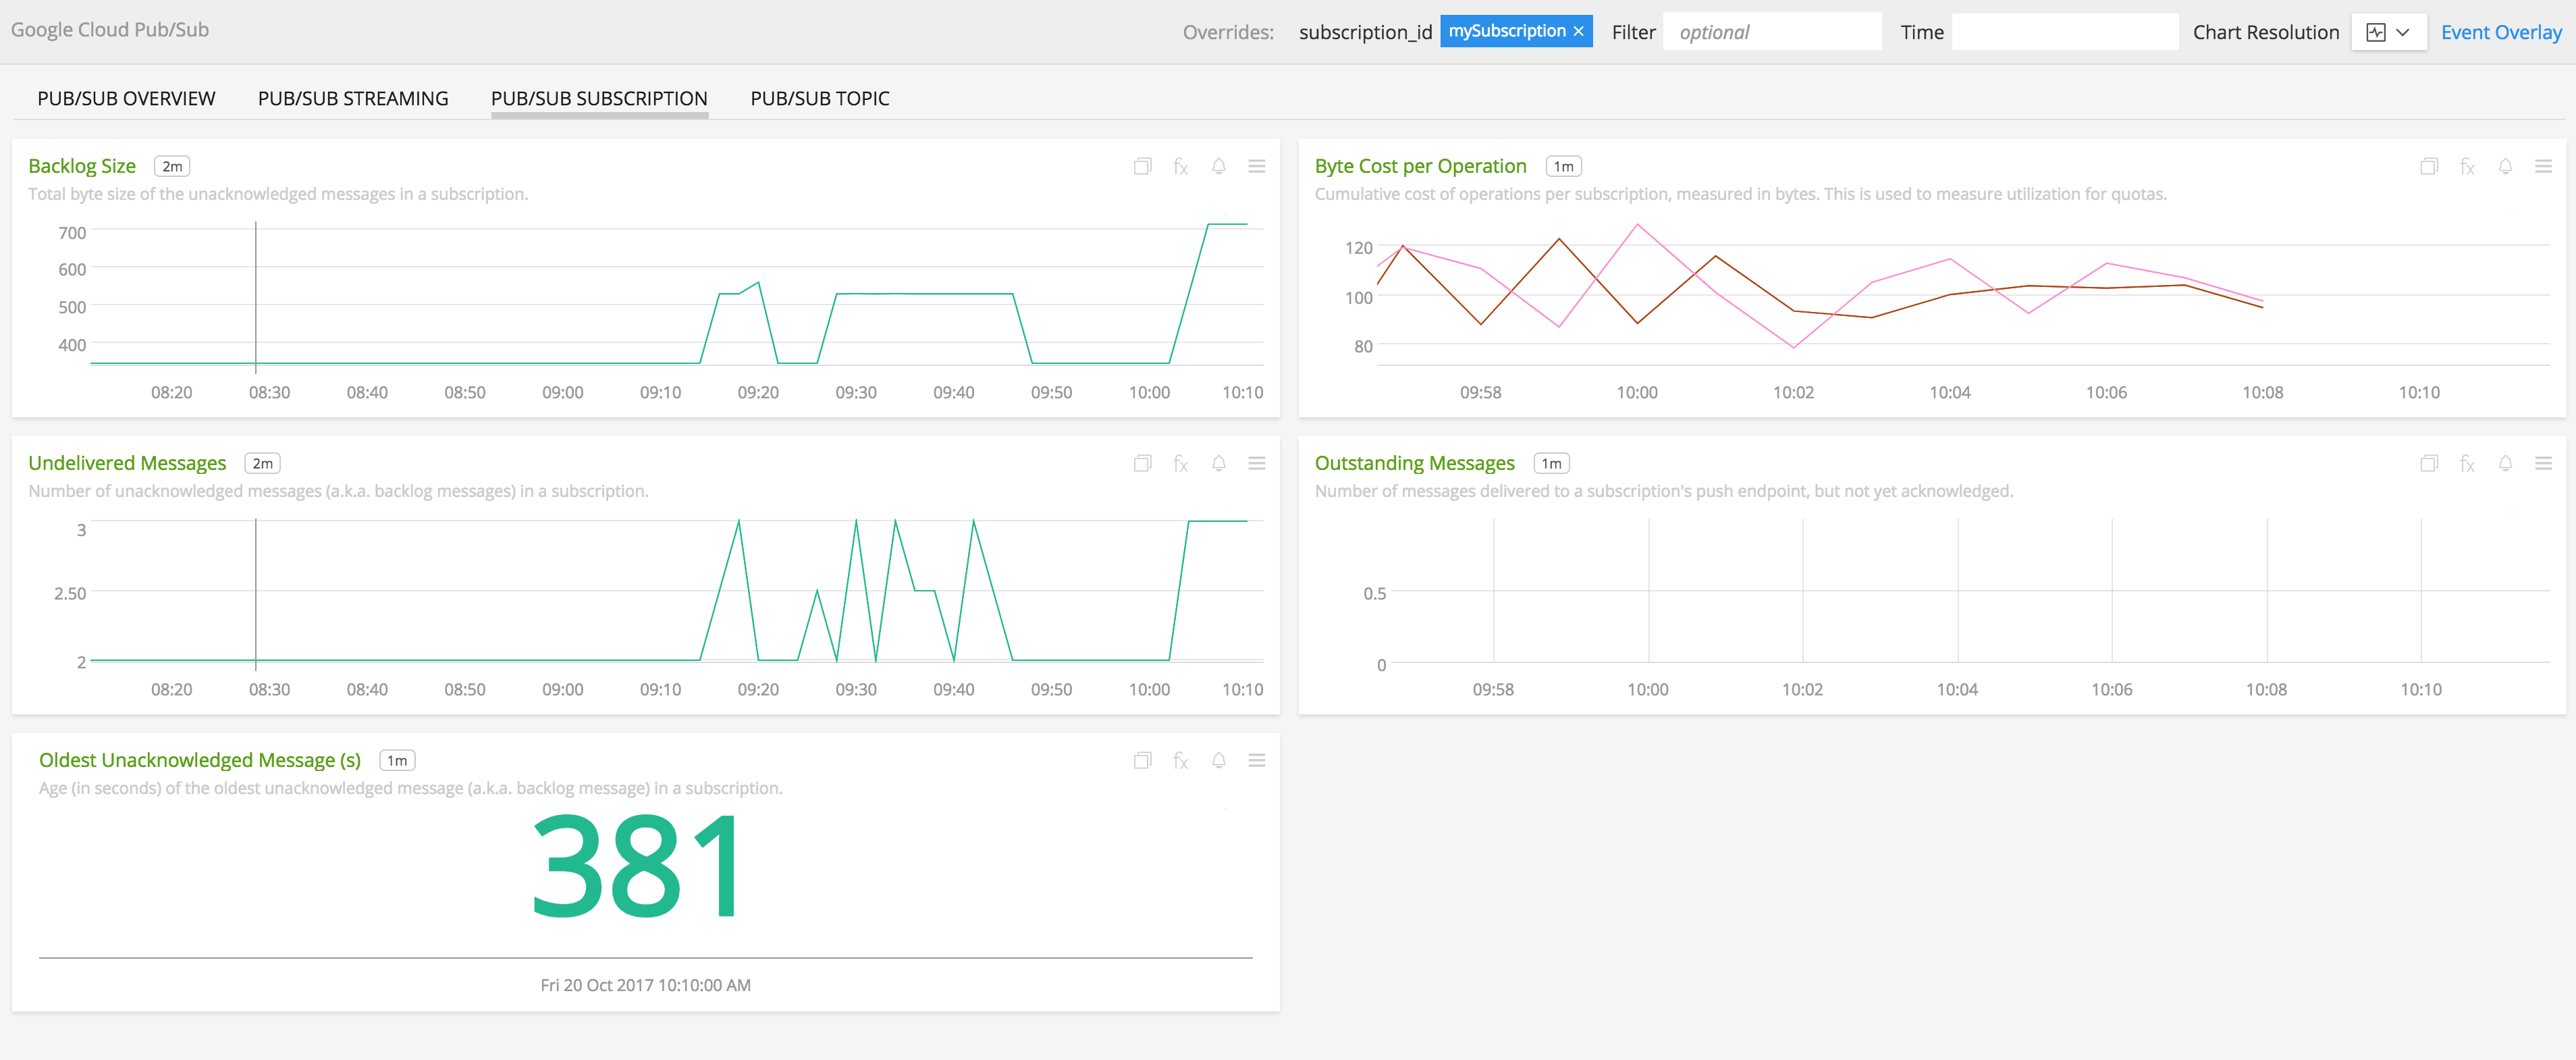 Google Cloud Pub/Sub
Overrides: subscription_id mySubscription × Filter optional Time Chart Resolution Event Overlay
PUB/SUB OVERVIEW PUB/SUB STREAMING PUB/SUB SUBSCRIPTION PUB/SUB TOPIC
Backlog Size 2m fx
Total byte size of the unacknowledged messages in a subscription.
700
600
500
400
08:20 08:30 08:40 08:50 09:00 09:10 09:20 09:30 09:40 09:50 10:00 10:10
Byte Cost per Operation 1m fx
Cumulative cost of operations per subscription, measured in bytes. This is used to measure utilization for quotas.
120
100
80
09:58 10:00 10:02 10:04 10:06 10:08 10:10
Undelivered Messages 2m fx
Number of unacknowledged messages (a.k.a. backlog messages) in a subscription.
3
2.50
2
08:20 08:30 08:40 08:50 09:00 09:10 09:20 09:30 09:40 09:50 10:00 10:10
Outstanding Messages 1m fx
Number of messages delivered to a subscription's push endpoint, but not yet acknowledged.
0.5
0
09:58 10:00 10:02 10:04 10:06 10:08 10:10
Oldest Unacknowledged Message (s) 1m fx
Age (in seconds) of the oldest unacknowledged message (a.k.a. backlog message) in a subscription.
381
Fri 20 Oct 2017 10:10:00 AM